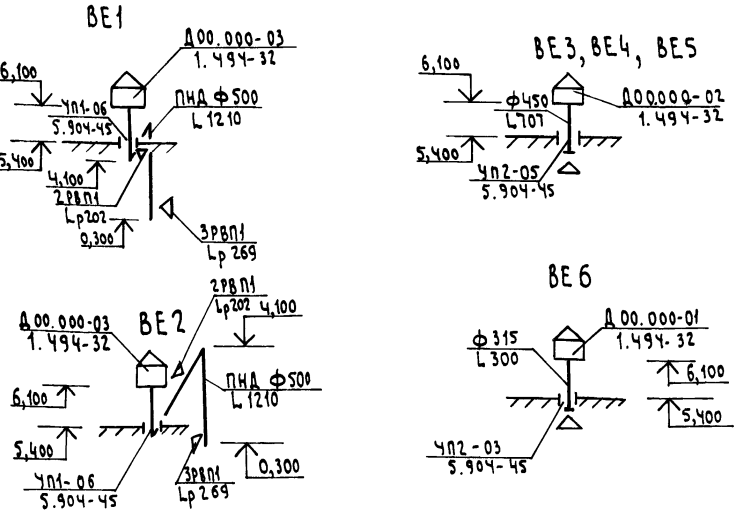 ВЕ1
Д00.000-03
1.494-32
6,100
УП1-06
5.904-45
ПНД Ф500
L1210
5,400
4,100
2РВП1
Lр202
0,300
3РВП1
Lр269
ВЕ3, ВЕ4, ВЕ5
6,100
Ф450
L707
Д00.000-02
1.494-32
5,400
УП2-05
5.904-45
ВЕ2
2РВП1
Lр202
4,100
Д00.000-03
1.494-32
ПНД Ф500
L1210
6,100
5,400
УП1-06
5.904-45
3РВП1
Lр269
0,300
ВЕ6
Д00.000-01
1.494-32
Ф315
L300
6,100
5,400
УП2-03
5.904-45